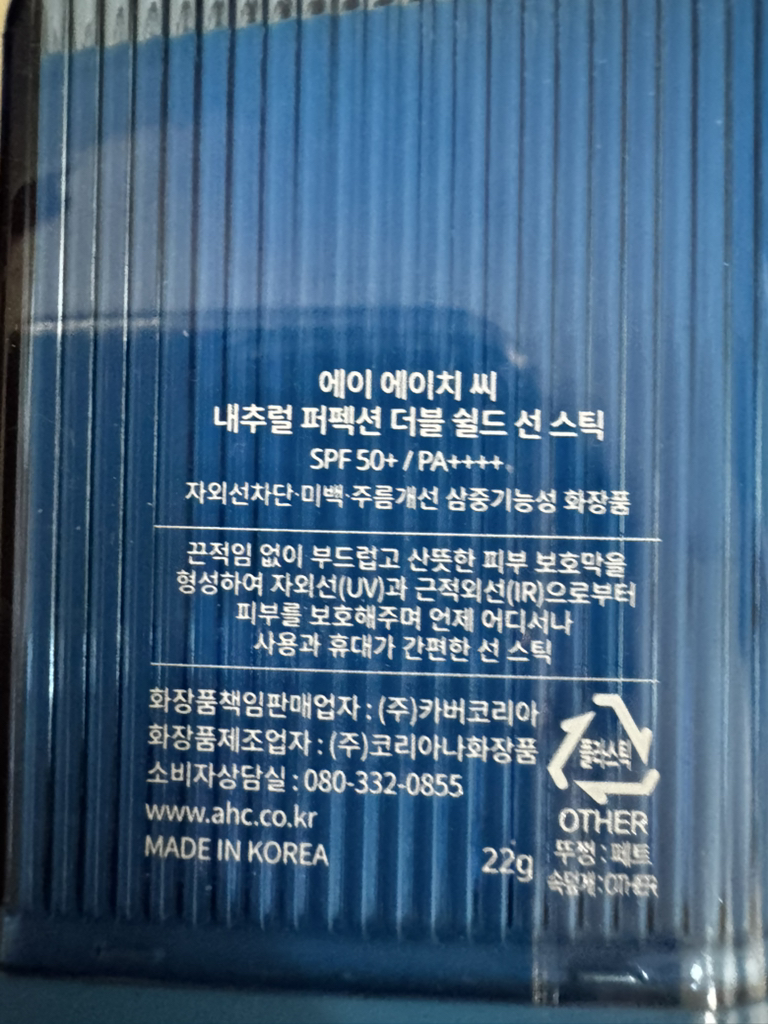 에이 에이치 씨
내추럴 퍼펙션 더블 쉴드 선 스틱
SPF 50+ / PA++++
자외선차단·미백·주름개선 삼중기능성 화장품
끈적임 없이 부드럽고 산뜻한 피부 보호막을
형성하여 자외선(UV)과 근적외선(IR)으로부터
피부를 보호해주며 언제 어디서나
사용과 휴대가 간편한 선 스틱
화장품책임판매업자 : (주)카버코리아
화장품제조업자 : (주)코리아나화장품
소비자상담실 : 080-332-0855
www.ahc.co.kr
MADE IN KOREA
22g
플라스틱
OTHER
뚜껑 : 페트
속덮개 : OTHER